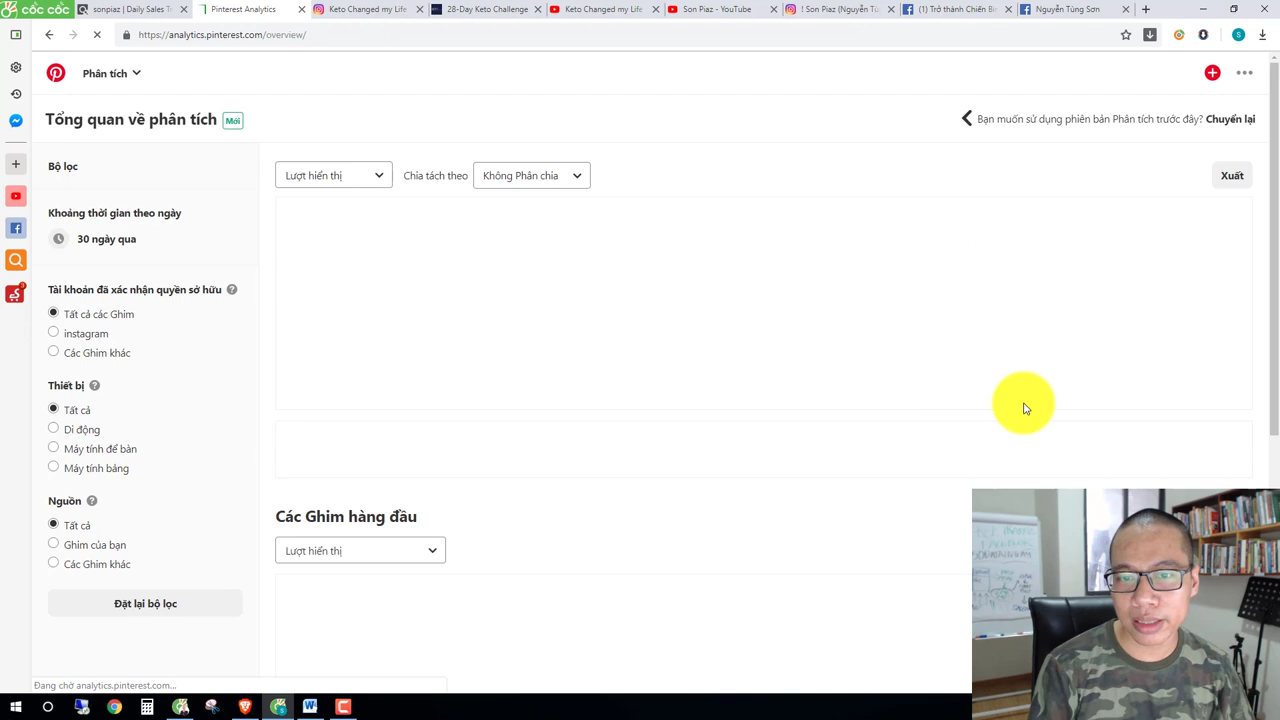 cốc cốc
sonpiaz | Daily Sales T
Pinterest Analytics
Keto Changed my Life
28-Day Keto Challenge
Keto Changed my Life
Son Piaz - YouTube
! Son Piaz (Nguyễn Tù
(1) Trở thành Chiến Bi
Nguyễn Tùng Sơn
https://analytics.pinterest.com/overview/
Phân tích
Tổng quan về phân tích Mới
Bạn muốn sử dụng phiên bản Phân tích trước đây? Chuyển lại
Bộ lọc
Lượt hiển thị
Chia tách theo
Không Phân chia
Xuất
Khoảng thời gian theo ngày
30 ngày qua
Tài khoản đã xác nhận quyền sở hữu
Tất cả các Ghim
instagram
Các Ghim khác
Thiết bị
Tất cả
Di động
Máy tính để bàn
Máy tính bảng
Nguồn
Tất cả
Ghim của bạn
Các Ghim khác
Đặt lại bộ lọc
Các Ghim hàng đầu
Lượt hiển thị
Đang chờ analytics.pinterest.com...